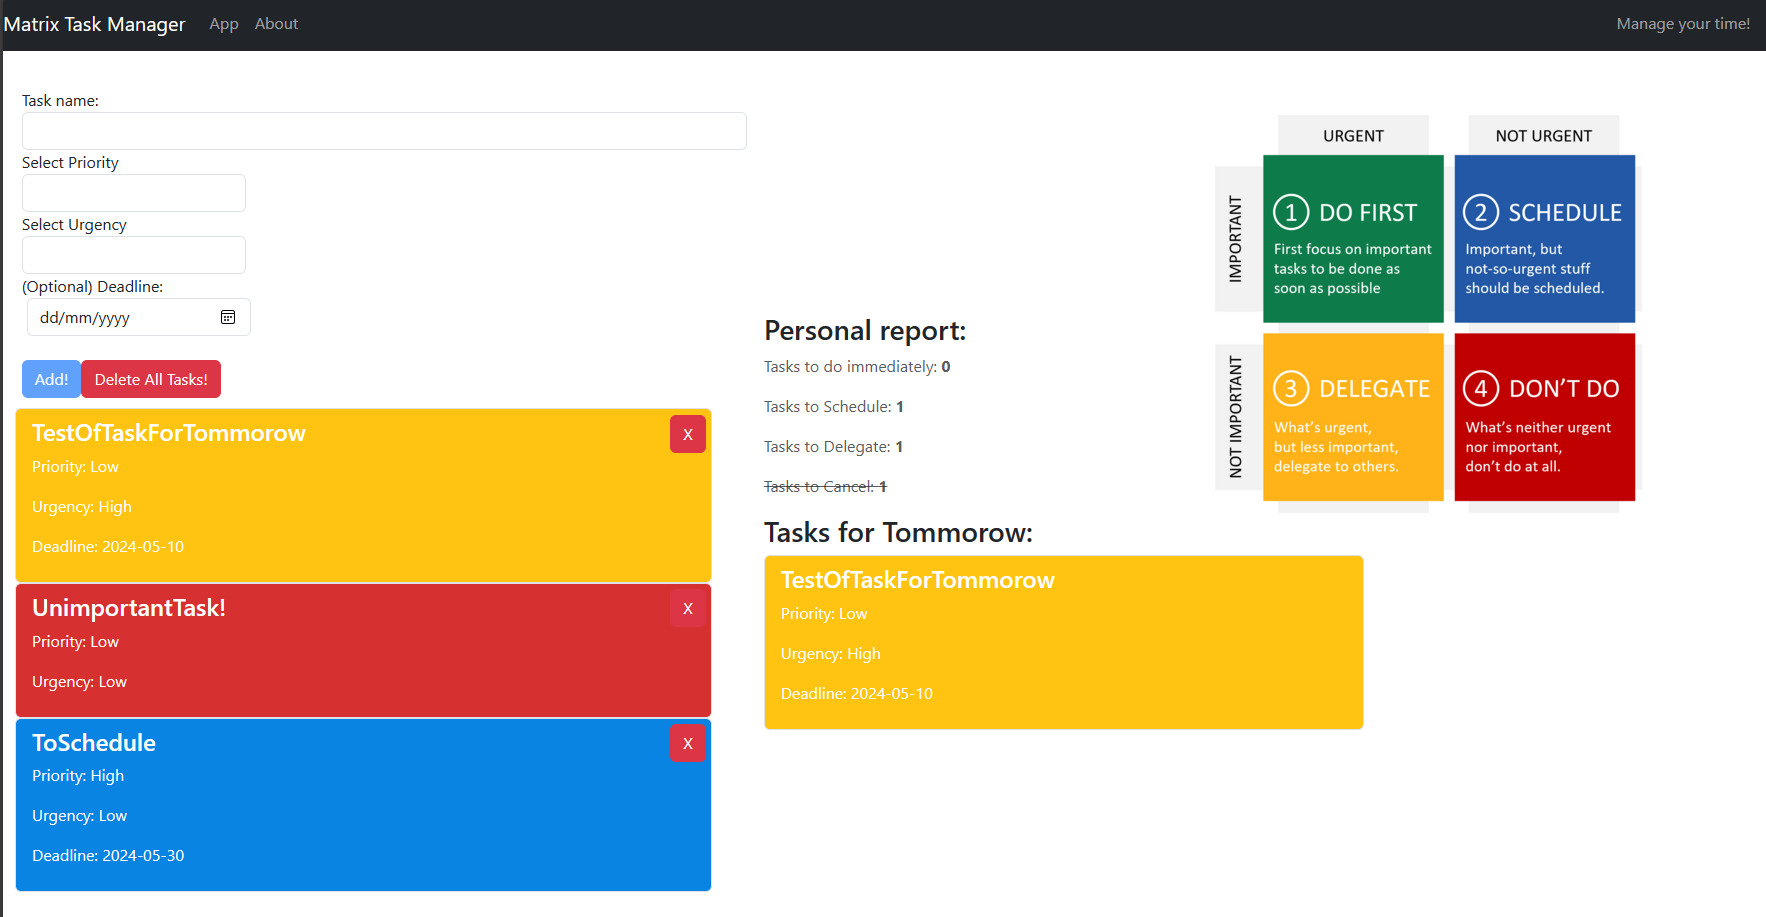 Matrix Task Manager App About Manage your time!
Task name:
Select Priority
Select Urgency
(Optional) Deadline:
dd/mm/yyyy
Add! Delete All Tasks!
TestOfTaskForTommorow X
Priority: Low
Urgency: High
Deadline: 2024-05-10
UnimportantTask! X
Priority: Low
Urgency: Low
ToSchedule X
Priority: High
Urgency: Low
Deadline: 2024-05-30
Personal report:
Tasks to do immediately: 0
Tasks to Schedule: 1
Tasks to Delegate: 1
Tasks to Cancel: 1
Tasks for Tommorow:
TestOfTaskForTommorow
Priority: Low
Urgency: High
Deadline: 2024-05-10
URGENT
NOT URGENT
IMPORTANT
1 DO FIRST
First focus on important
tasks to be done as
soon as possible
2 SCHEDULE
Important, but
not-so-urgent stuff
should be scheduled.
NOT IMPORTANT
3 DELEGATE
What's urgent,
but less important,
delegate to others.
4 DON'T DO
What's neither urgent
nor important,
don't do at all.